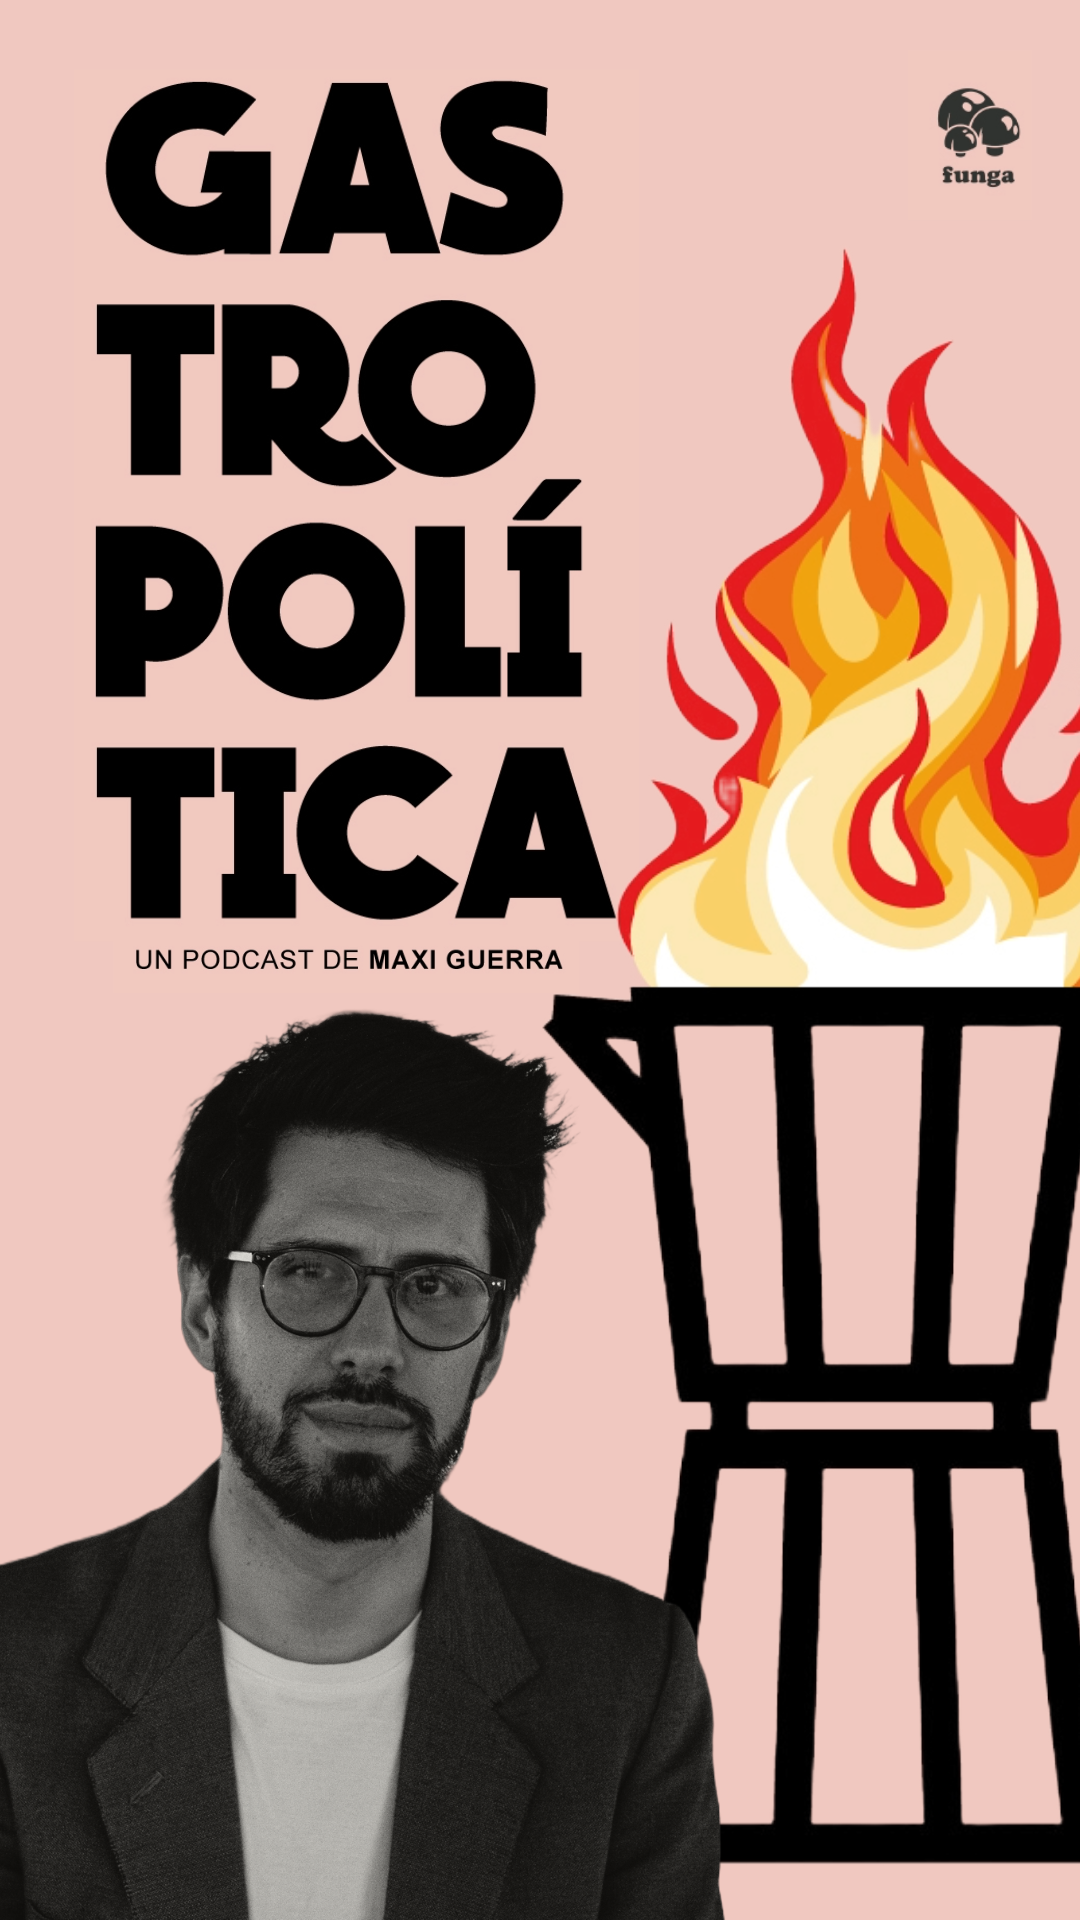 GAS
TRO
POLÍ
TICA
UN PODCAST DE MAXI GUERRA
funga